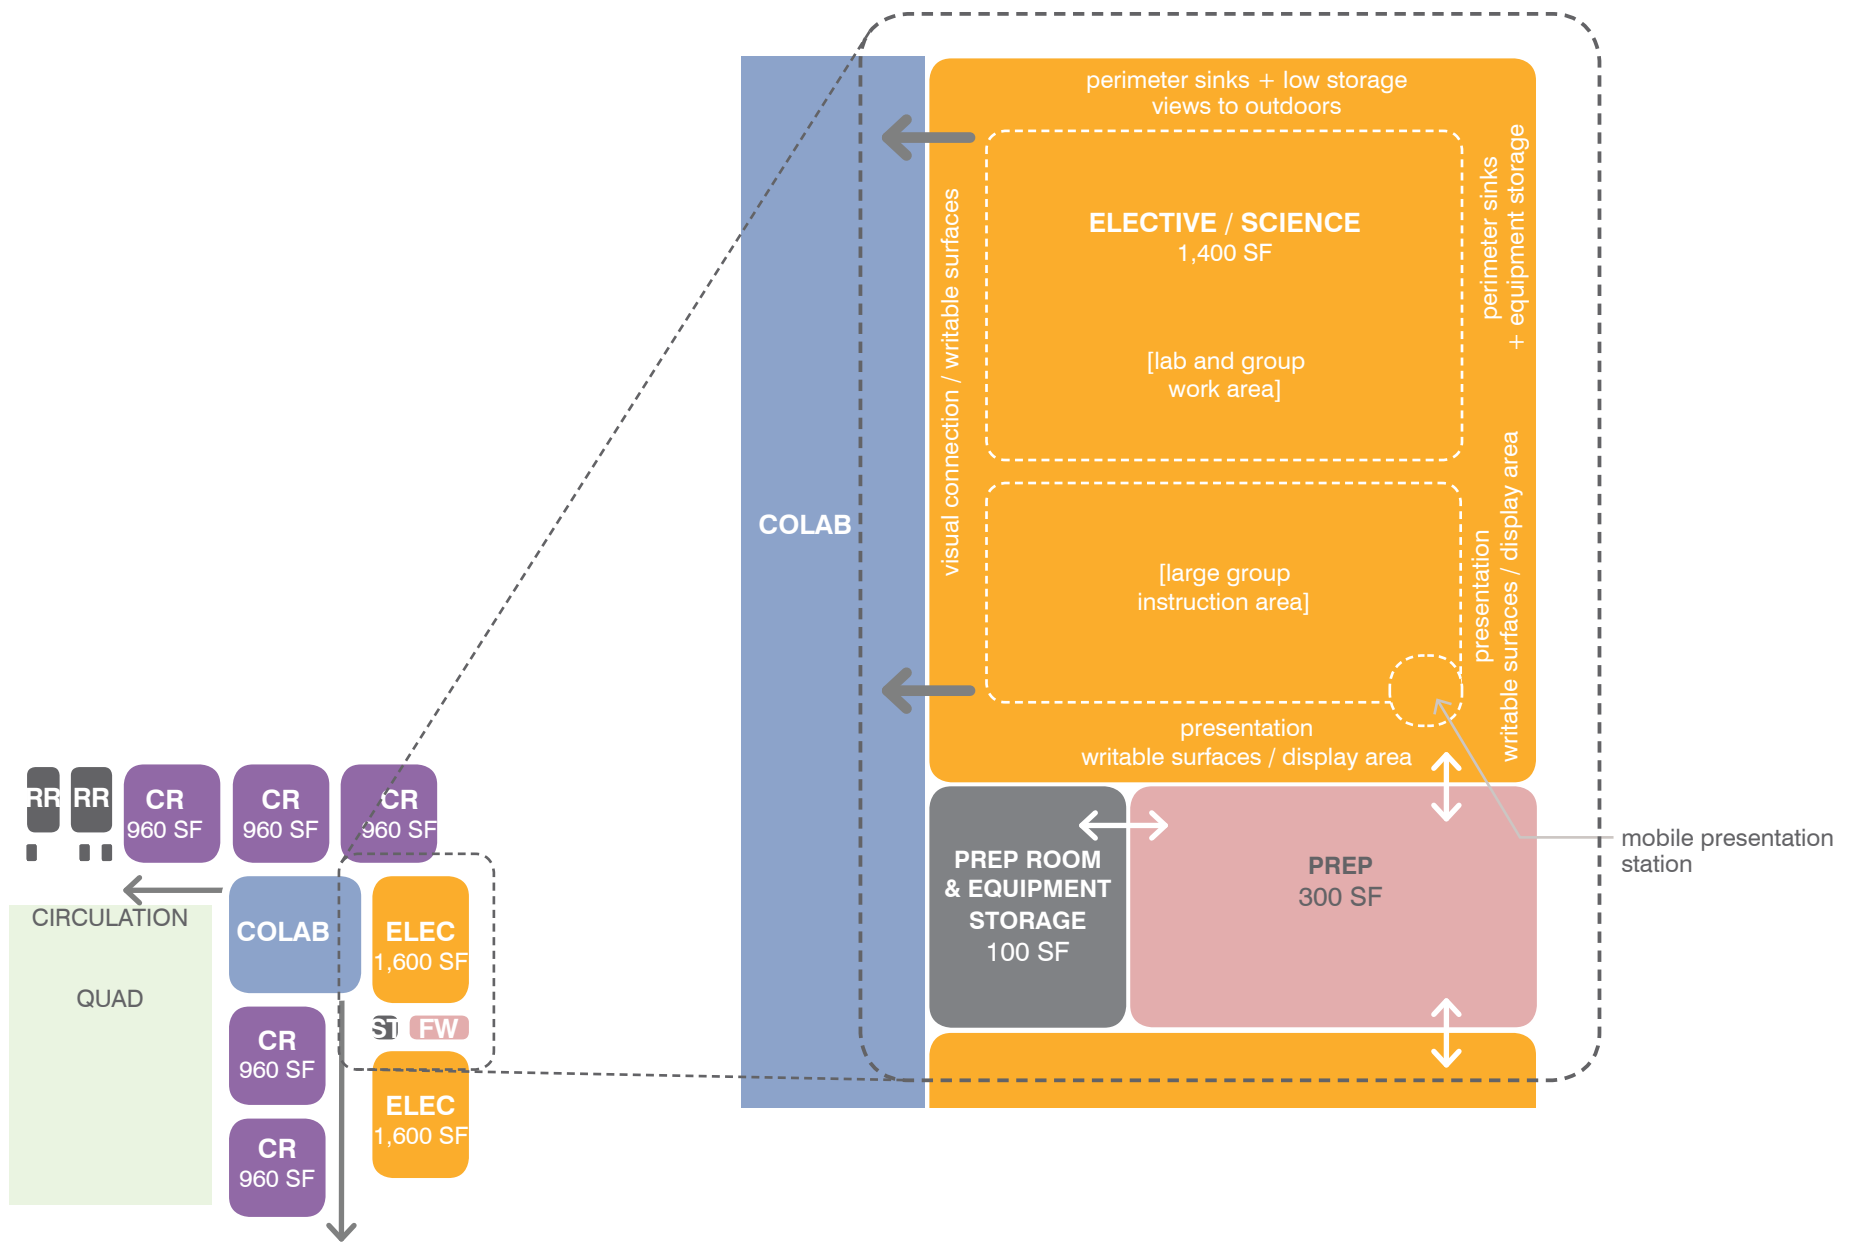 perimeter sinks + low storage
views to outdoors
perimeter sinks
+ equipment storage
visual connection / writable surfaces
ELECTIVE / SCIENCE
1,400 SF
[lab and group
work area]
COLAB
[large group
instruction area]
presentation
writable surfaces / display area
presentation
writable surfaces / display area
PREP ROOM
& EQUIPMENT
STORAGE
100 SF
PREP
300 SF
mobile presentation
station
RR
RR
CR
960 SF
CR
960 SF
CR
960 SF
CIRCULATION
QUAD
COLAB
ELEC
1,600 SF
ST
FW
CR
960 SF
ELEC
1,600 SF
CR
960 SF